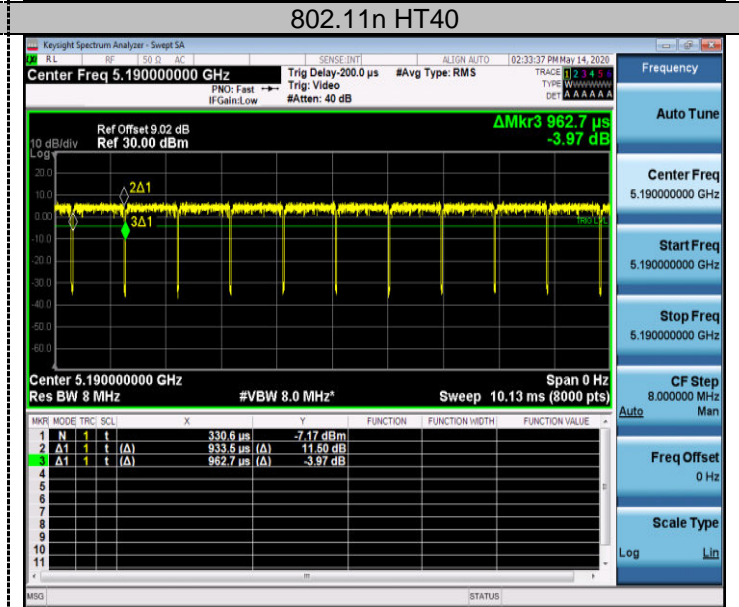 802.11n HT40
Keysight Spectrum Analyzer - Swept SA
RL RF 50 Ω AC SENSE:INT ALIGN AUTO 02:33:37 PM May 14, 2020
Center Freq 5.190000000 GHz
PNO: Fast
IFGain:Low
Trig Delay-200.0 µs
Trig: Video
#Atten: 40 dB
#Avg Type: RMS
TRACE 1 2 3 4 5 6
TYPE WWWWWW
DET A A A A A A
ΔMkr3 962.7 µs
-3.97 dB
Ref Offset 9.02 dB
10 dB/div Ref 30.00 dBm
Log
20.0
10.0
0.00
-10.0
-20.0
-30.0
-40.0
-50.0
-60.0
2Δ1
3Δ1
TRIG LVL
Center 5.190000000 GHz Span 0 Hz
Res BW 8 MHz #VBW 8.0 MHz* Sweep 10.13 ms (8000 pts)
MKR MODE TRC SCL X Y FUNCTION FUNCTION WIDTH FUNCTION VALUE
1 N 1 t 330.6 µs -7.17 dBm
2 Δ1 1 t (Δ) 933.5 µs (Δ) 11.50 dB
3 Δ1 1 t (Δ) 962.7 µs (Δ) -3.97 dB
4
5
6
7
8
9
10
11
MSG STATUS
Frequency
Auto Tune
Center Freq
5.190000000 GHz
Start Freq
5.190000000 GHz
Stop Freq
5.190000000 GHz
CF Step
8.000000 MHz
Auto Man
Freq Offset
0 Hz
Scale Type
Log Lin